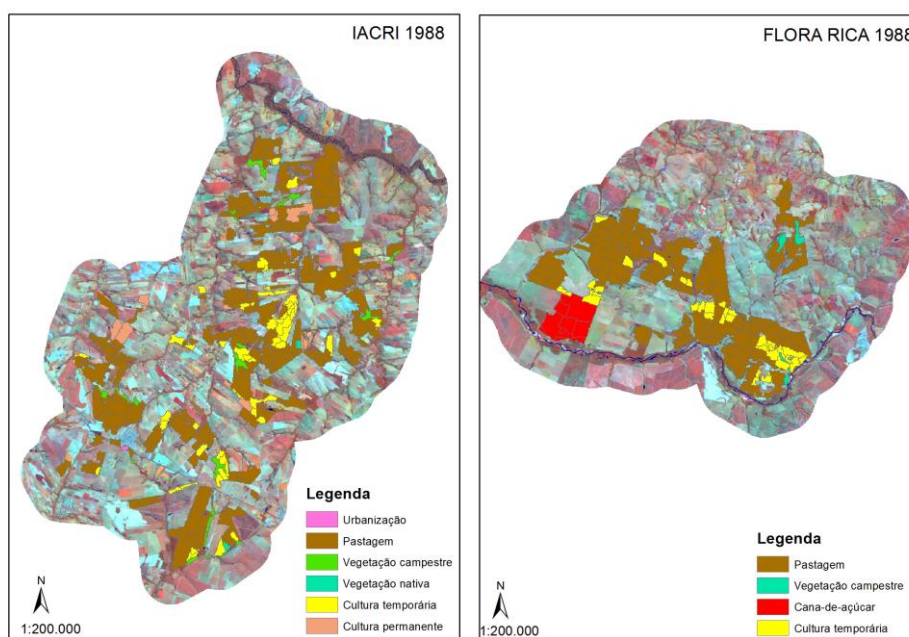 IACRI 1988
Legenda
Urbanização
Pastagem
Vegetação campestre
Vegetação nativa
Cultura temporária
Cultura permanente
N
1:200.000
FLORA RICA 1988
Legenda
Pastagem
Vegetação campestre
Cana-de-açúcar
Cultura temporária
N
1:200.000